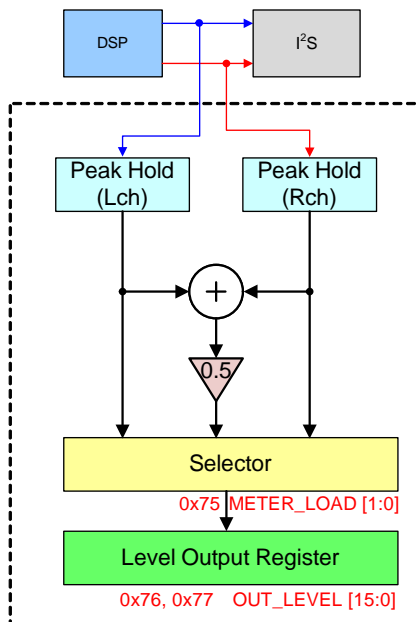 DSP
I²S
Peak Hold
(Lch)
Peak Hold
(Rch)
+
0.5
Selector
0x75 METER_LOAD [1:0]
Level Output Register
0x76, 0x77 OUT_LEVEL [15:0]